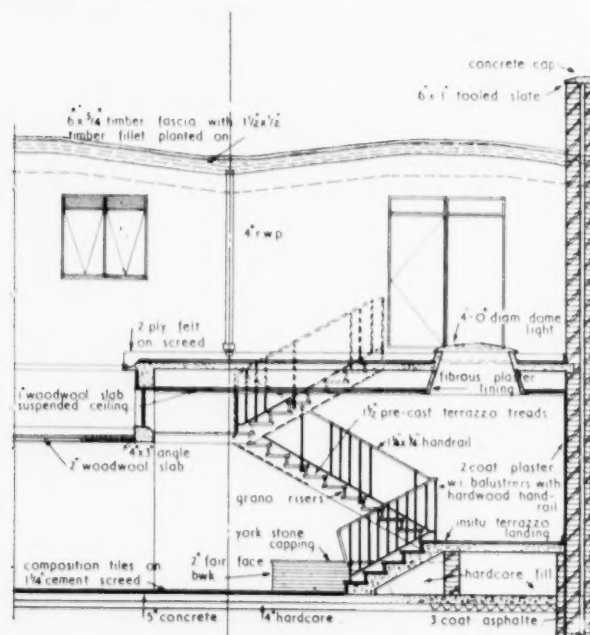 concrete cap
6" x 1" tooled slate
6" x 5/4" timber fascia with 1 1/2" x 1/2"
timber fillet planted on
4" r.w.p
2 ply felt
on screed
4'-0" diam dome
light
1" woodwool slab
suspended ceiling
fibrous plaster
lining
1 1/2" pre-cast terrazzo treads
handrail
4" x 3" angle
2" woodwool slab
2 coat plaster
w.i. balustrers with
hardwood hand-
rail
grano risers
insitu terrazzo
landing
york stone
capping
2" fair face
bwk
composition tiles on
1 1/4" cement screed
hardcore fill
5" concrete
4" hardcore
3 coat asphalte